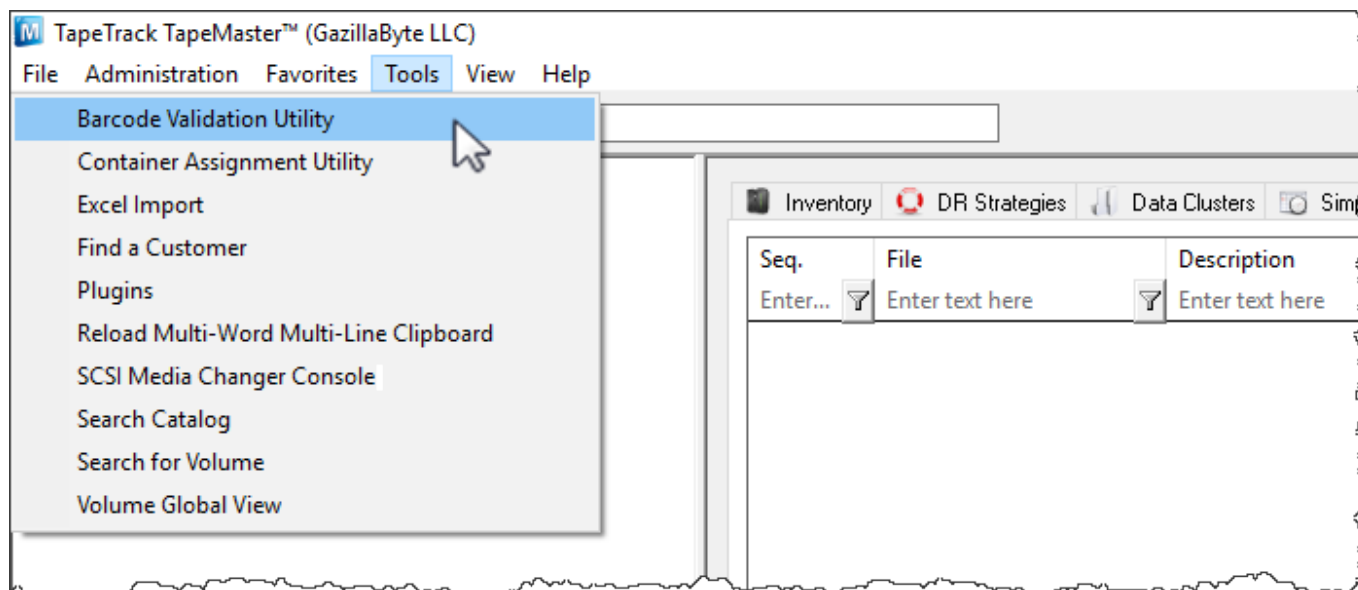 TapeTrack TapeMaster™ (GazillaByte LLC)
File Administration Favorites Tools View Help
Barcode Validation Utility
Container Assignment Utility
Excel Import
Find a Customer
Plugins
Reload Multi-Word Multi-Line Clipboard
SCSI Media Changer Console
Search Catalog
Search for Volume
Volume Global View
Inventory DR Strategies Data Clusters
Seq. File Description
Enter... Enter text here Enter text here